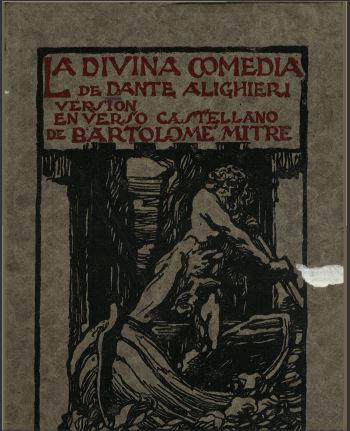 LA DIVINA COMEDIA
DE DANTE ALIGHIERI
VERSION
EN VERSO CASTELLANO
DE BARTOLOME MITRE